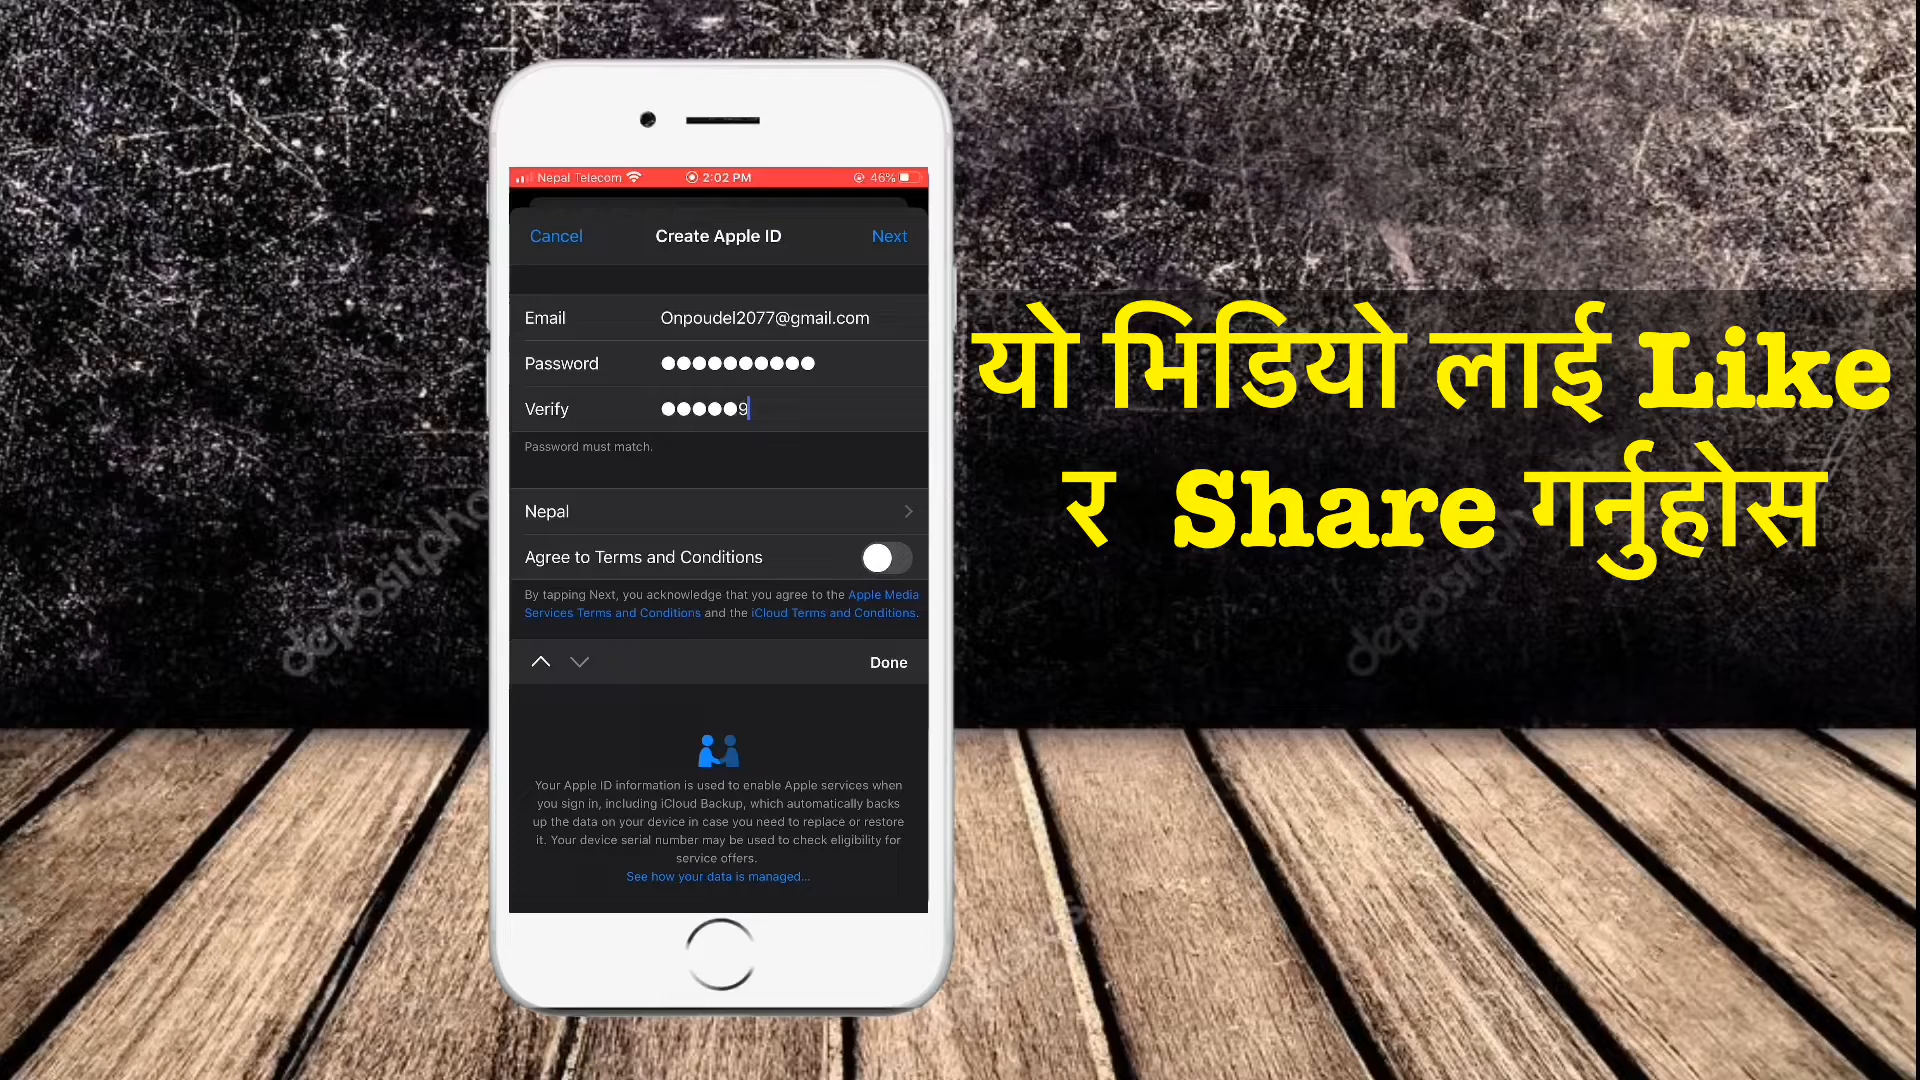 Nepal Telecom 2:02 PM 46%
Cancel Create Apple ID Next
Email Onpoudel2077@gmail.com
Password ●●●●●●●●●●
Verify ●●●●●9
Password must match.
Nepal
Agree to Terms and Conditions
By tapping Next, you acknowledge that you agree to the Apple Media
Services Terms and Conditions and the iCloud Terms and Conditions.
Done
Your Apple ID information is used to enable Apple services when
you sign in, including iCloud Backup, which automatically backs
up the data on your device in case you need to replace or restore
it. Your device serial number may be used to check eligibility for
service offers.
See how your data is managed...
यो भिडियो लाई Like
र Share गर्नुहोस